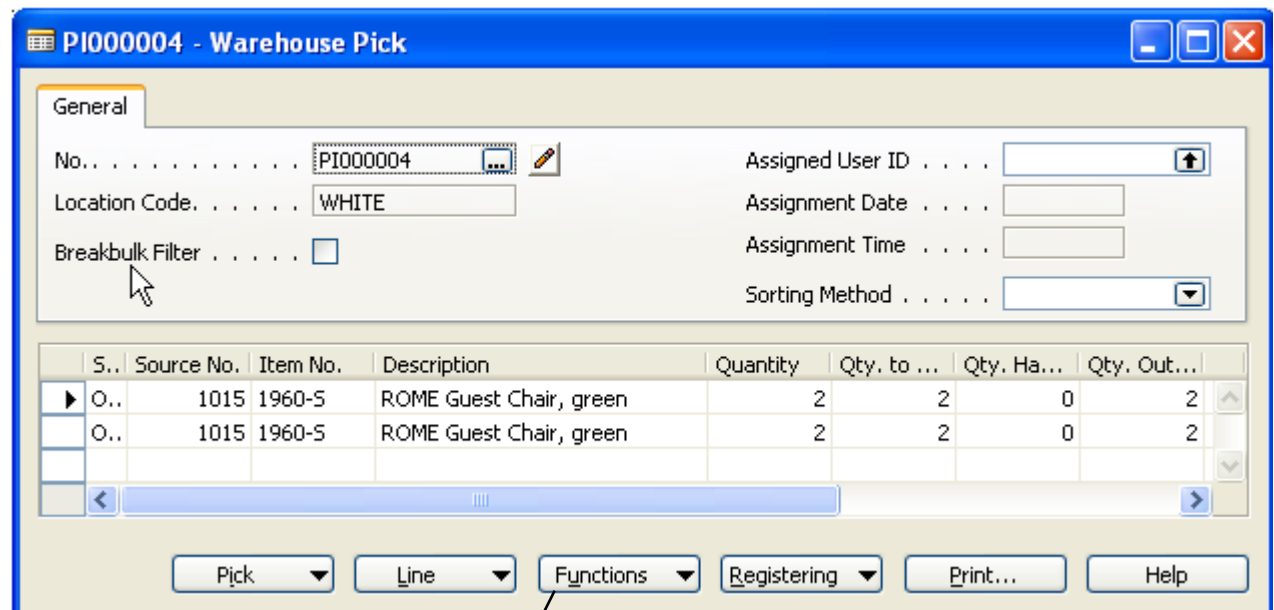 PI000004 - Warehouse Pick
General
No.. . . . . . . . . . . PI000004 ...
Assigned User ID . . . .
Location Code. . . . . . WHITE
Assignment Date . . . .
Assignment Time . . . .
Breakbulk Filter . . . . .
Sorting Method . . . . .
S.. Source No. Item No. Description Quantity Qty. to ... Qty. Ha... Qty. Out...
O.. 1015 1960-S ROME Guest Chair, green 2 2 0 2
O.. 1015 1960-S ROME Guest Chair, green 2 2 0 2
Pick Line Functions Registering Print... Help